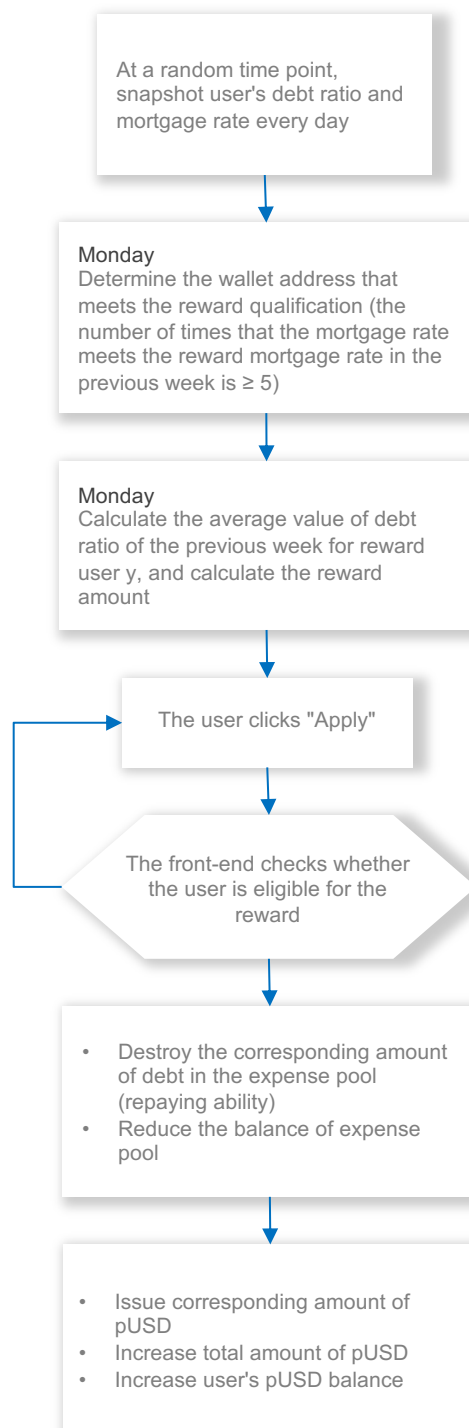 At a random time point,
snapshot user's debt ratio and
mortgage rate every day
Monday
Determine the wallet address that
meets the reward qualification (the
number of times that the mortgage rate
meets the reward mortgage rate in the
previous week is ≥ 5)
Monday
Calculate the average value of debt
ratio of the previous week for reward
user y, and calculate the reward
amount
The user clicks "Apply"
The front-end checks whether
the user is eligible for the
reward
• Destroy the corresponding amount
of debt in the expense pool
(repaying ability)
• Reduce the balance of expense
pool
• Issue corresponding amount of
pUSD
• Increase total amount of pUSD
• Increase user's pUSD balance